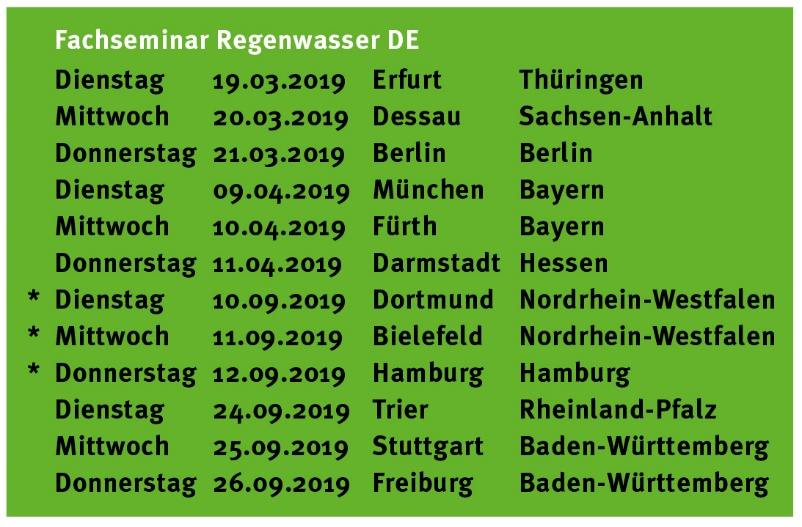 Fachseminar Regenwasser DE
Dienstag 19.03.2019 Erfurt Thüringen
Mittwoch 20.03.2019 Dessau Sachsen-Anhalt
Donnerstag 21.03.2019 Berlin Berlin
Dienstag 09.04.2019 München Bayern
Mittwoch 10.04.2019 Fürth Bayern
Donnerstag 11.04.2019 Darmstadt Hessen
* Dienstag 10.09.2019 Dortmund Nordrhein-Westfalen
* Mittwoch 11.09.2019 Bielefeld Nordrhein-Westfalen
* Donnerstag 12.09.2019 Hamburg Hamburg
Dienstag 24.09.2019 Trier Rheinland-Pfalz
Mittwoch 25.09.2019 Stuttgart Baden-Württemberg
Donnerstag 26.09.2019 Freiburg Baden-Württemberg